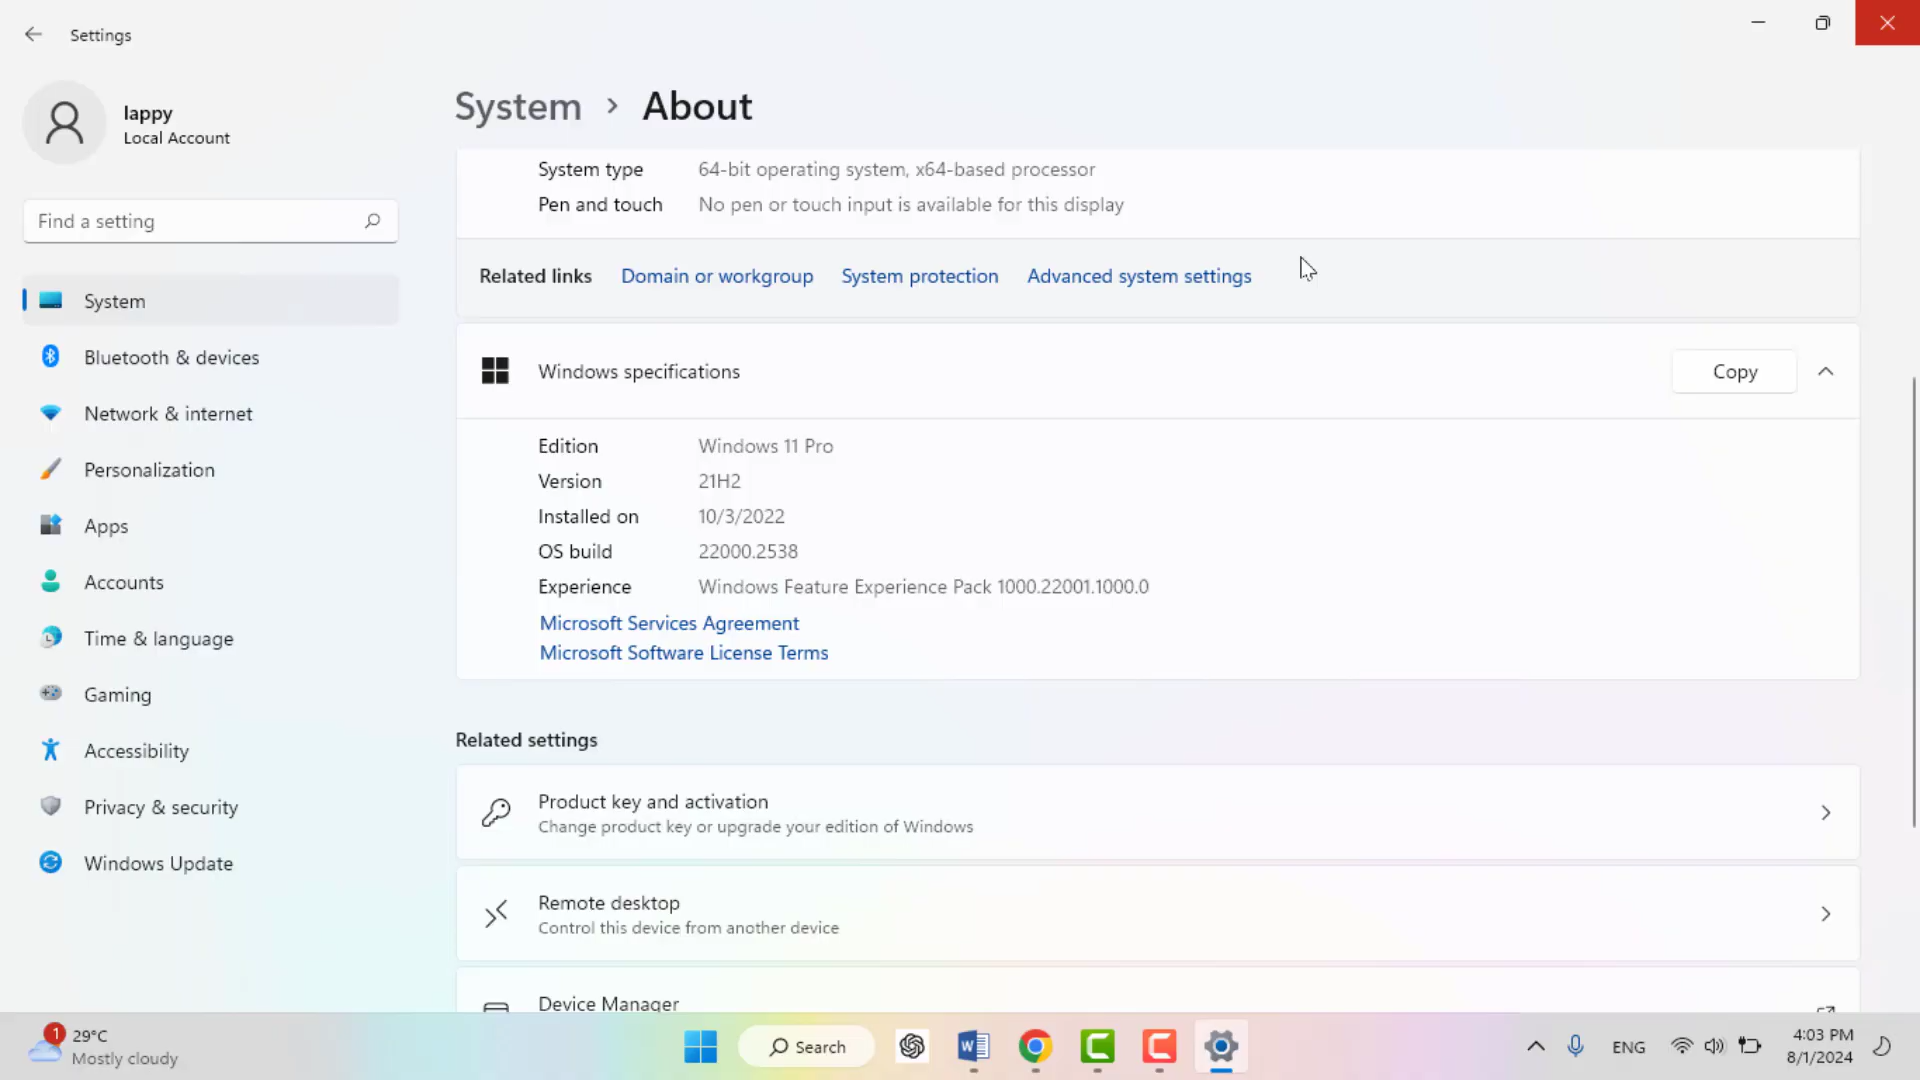 Settings
lappy
Local Account
Find a setting
System
Bluetooth & devices
Network & internet
Personalization
Apps
Accounts
Time & language
Gaming
Accessibility
Privacy & security
Windows Update
System > About
System type 64-bit operating system, x64-based processor
Pen and touch No pen or touch input is available for this display
Related links Domain or workgroup System protection Advanced system settings
Windows specifications Copy
Edition Windows 11 Pro
Version 21H2
Installed on 10/3/2022
OS build 22000.2538
Experience Windows Feature Experience Pack 1000.22001.1000.0
Microsoft Services Agreement
Microsoft Software License Terms
Related settings
Product key and activation
Change product key or upgrade your edition of Windows
Remote desktop
Control this device from another device
Device Manager
1 29°C
Mostly cloudy
Search
ENG
4:03 PM
8/1/2024